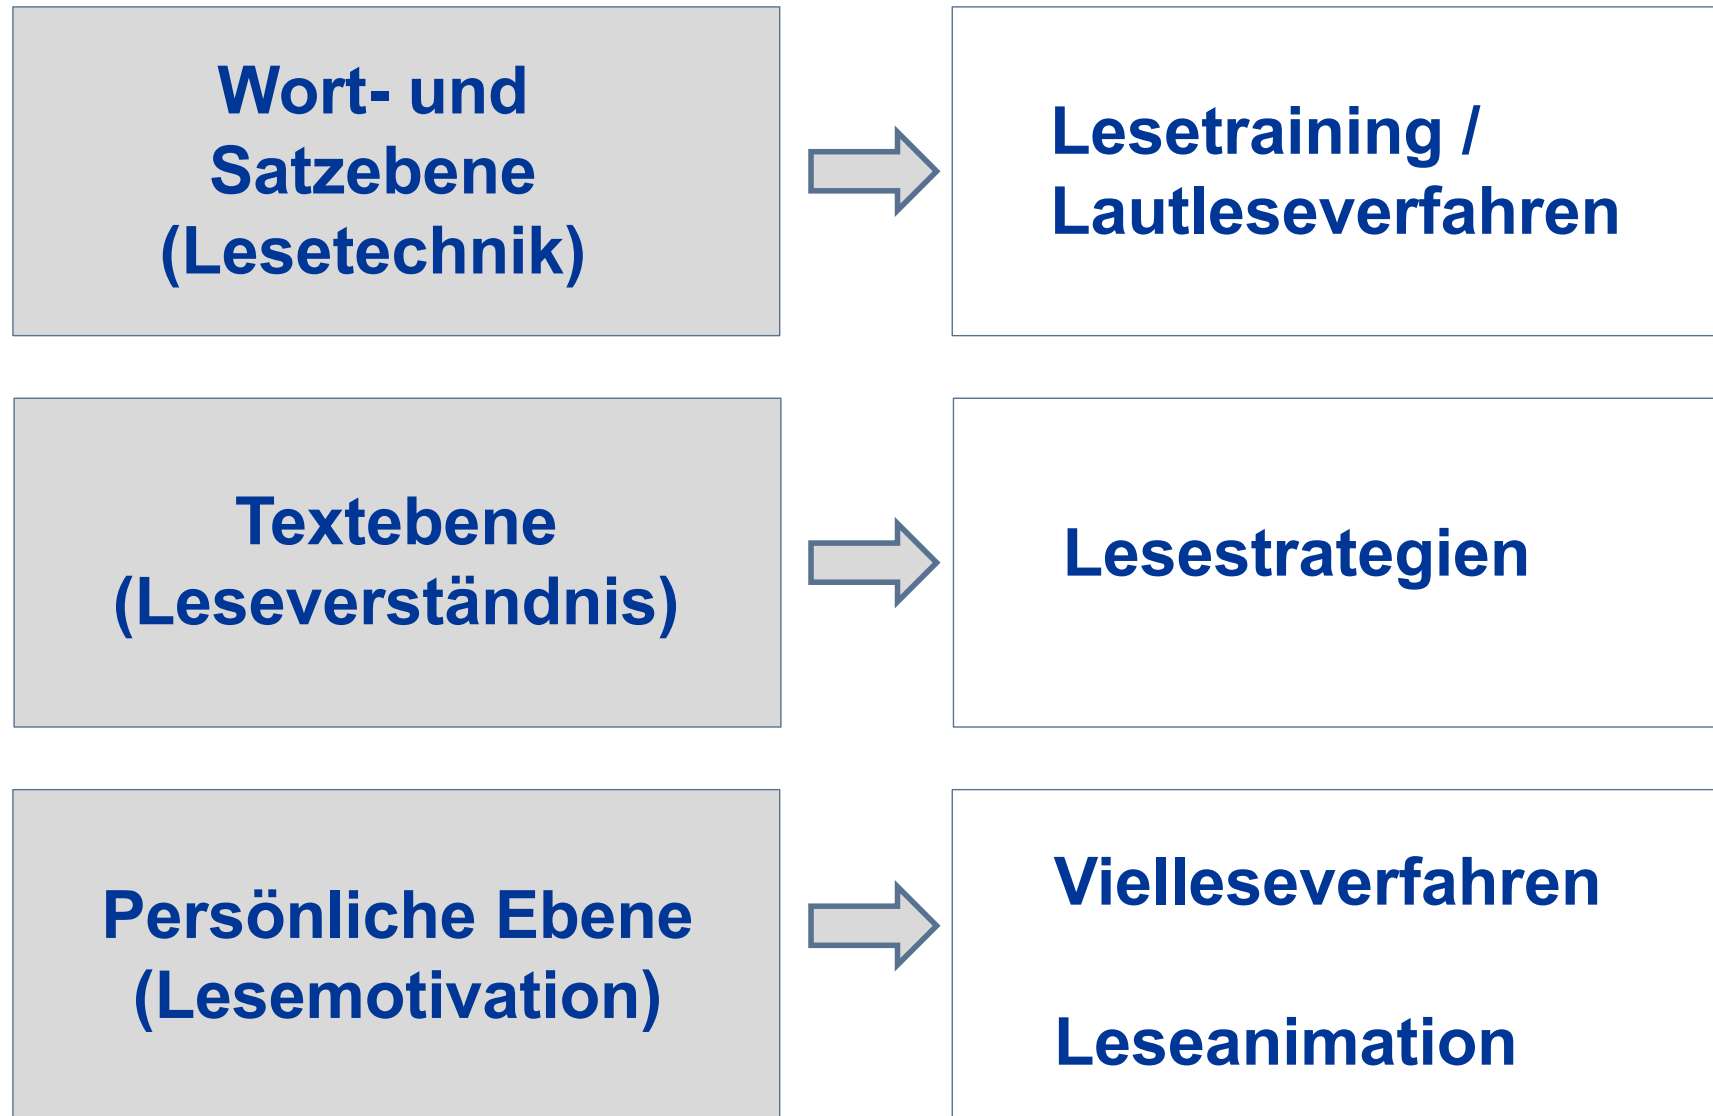 Wort- und
Satzebene
(Lesetechnik)
Lesetraining /
Lautleseverfahren
Textebene
(Leseverständnis)
Lesestrategien
Persönliche Ebene
(Lesemotivation)
Vielleseverfahren
Leseanimation